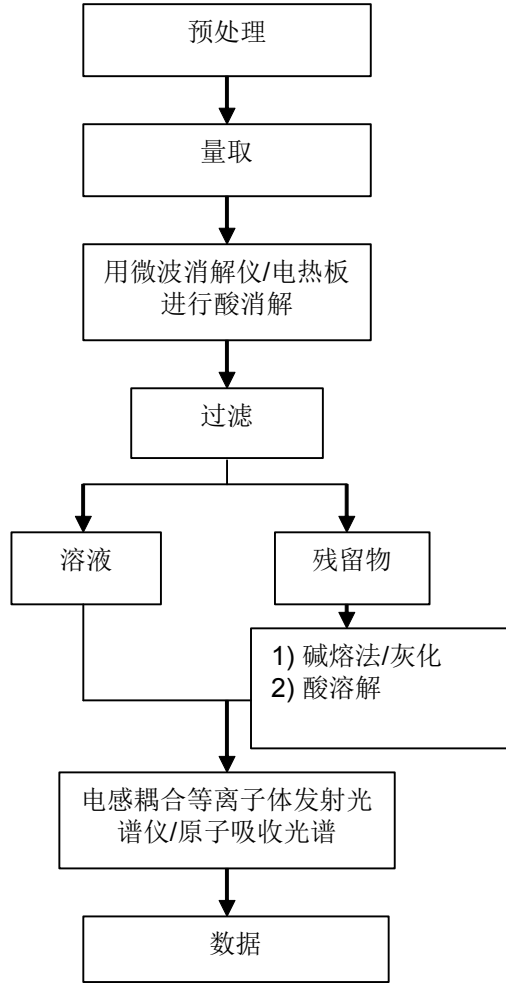 预处理
量取
用微波消解仪/电热板
进行酸消解
过滤
溶液
残留物
1) 碱熔法/灰化
2) 酸溶解
电感耦合等离子体发射光
谱仪/原子吸收光谱
数据